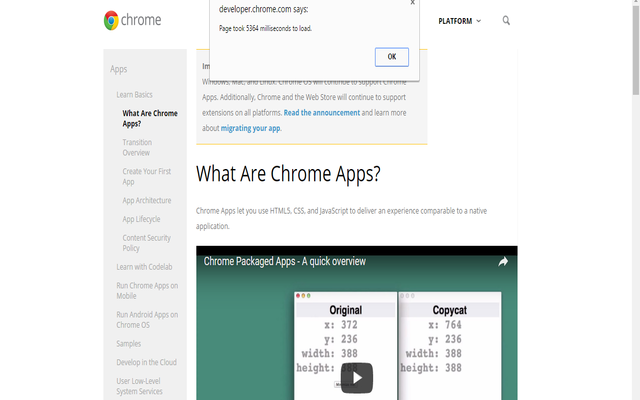 chrome
developer.chrome.com says:
Page took 5364 milliseconds to load.
OK
PLATFORM
Apps
Learn Basics
What Are Chrome
Apps?
Transition
Overview
Create Your First
App
App Architecture
App Lifecycle
Content Security
Policy
Learn with Codelab
Run Chrome Apps on
Mobile
Run Android Apps on
Chrome OS
Samples
Develop in the Cloud
User Low-Level
System Services
Windows, Mac, and Linux. Chrome OS will continue to support Chrome
Apps. Additionally, Chrome and the Web Store will continue to support
extensions on all platforms. Read the announcement and learn more
about migrating your app.
What Are Chrome Apps?
Chrome Apps let you use HTML5, CSS, and JavaScript to deliver an experience comparable to a native
application.
Chrome Packaged Apps - A quick overview
Original
x: 372
y: 236
width: 388
height: 388
Copycat
x: 764
y: 236
width: 388
height: 388